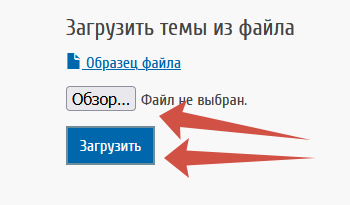 Загрузить темы из файла
Образец файла
Обзор... Файл не выбран.
Загрузить